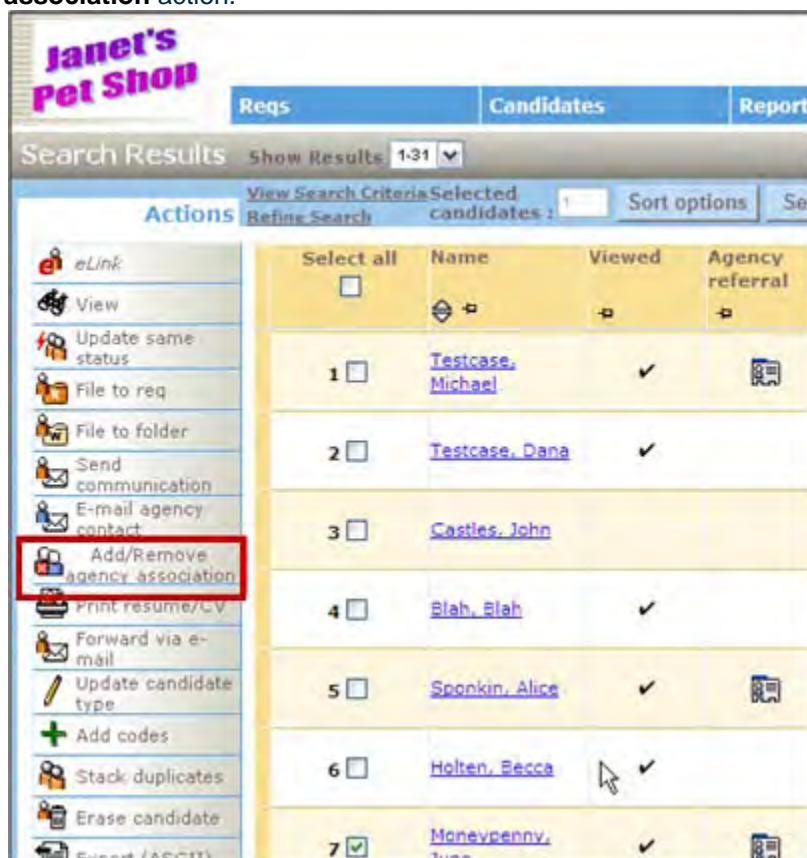 association action.
Janet's
Pet Shop
Reqs Candidates Report
Search Results Show Results 1-31
Actions
View Search Criteria
Refine Search
Selected
candidates : 1
Sort options Se
eLink
View
Update same
status
File to req
File to folder
Send
communication
E-mail agency
contact
Add/Remove
agency association
Print resume/CV
Forward via e-
mail
Update candidate
type
Add codes
Stack duplicates
Erase candidate
Export (ASCII)
Select all Name Viewed Agency
referral
1 Testcase,
Michael
2 Testcase, Dana
3 Castles, John
4 Blah, Blah
5 Sponkin, Alice
6 Holten, Becca
7 Moneypenny,